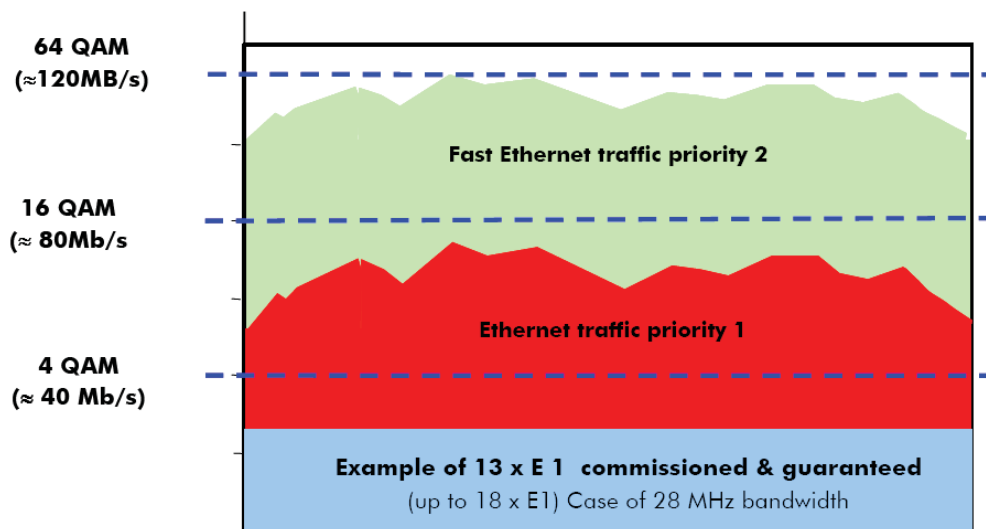 64 QAM
(≈120MB/s)
Fast Ethernet traffic priority 2
16 QAM
(≈ 80Mb/s
Ethernet traffic priority 1
4 QAM
(≈ 40 Mb/s)
Example of 13 x E 1 commissioned & guaranteed
(up to 18 x E1) Case of 28 MHz bandwidth